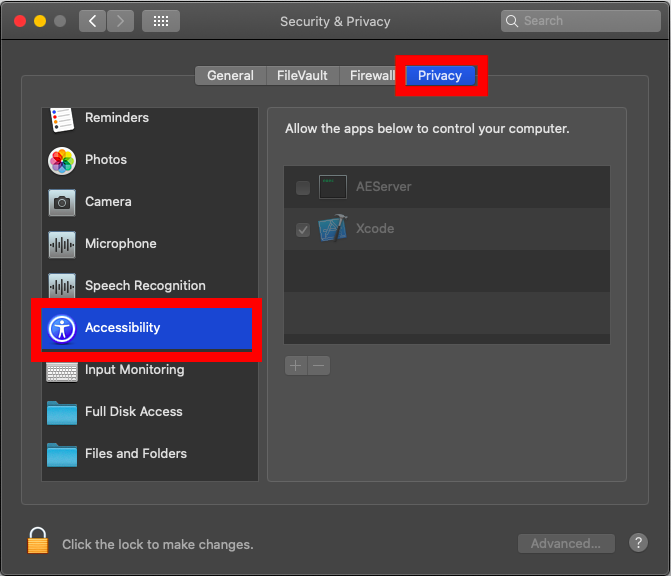 Security & Privacy
Search
General
FileVault
Firewall
Privacy
Reminders
Photos
Camera
Microphone
Speech Recognition
Accessibility
Input Monitoring
Full Disk Access
Files and Folders
Allow the apps below to control your computer.
AEServer
Xcode
+
−
Click the lock to make changes.
Advanced...
?